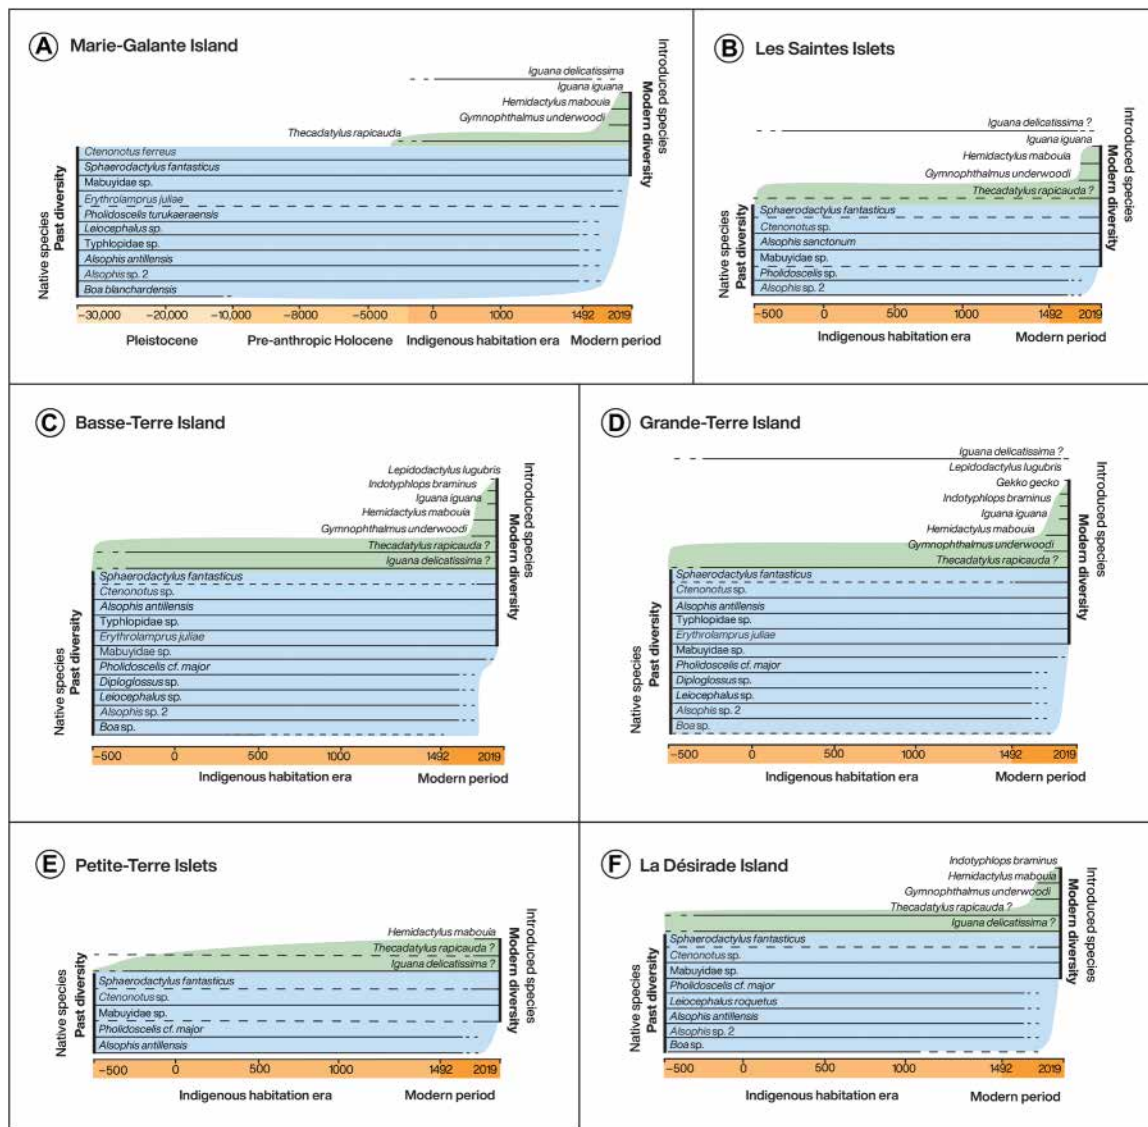 A Marie-Galante Island
Iguana delicatissima
Iguana iguana
Hemidactylus mabouia
Gymnophthalmus underwoodi
Thecadatylus rapicauda
Ctenonotus ferreus
Sphaerodactylus fantasticus
Mabuyidae sp.
Erythrolamprus juliae
Pholidoscelis turukaeraensis
Leiocephalus sp.
Typhlopidae sp.
Alsophis antillensis
Alsophis sp. 2
Boa blanchardensis
Native species
Past diversity
Introduced species
Modern diversity
−30,000 −20,000 −10,000 −8000 −5000 0 1000 1492 2019
Pleistocene Pre-anthropic Holocene Indigenous habitation era Modern period
B Les Saintes Islets
Iguana delicatissima ?
Iguana iguana
Hemidactylus mabouia
Gymnophthalmus underwoodi
Thecadatylus rapicauda ?
Sphaerodactylus fantasticus
Ctenonotus sp.
Alsophis sanctonum
Mabuyidae sp.
Pholidoscelis sp.
Alsophis sp. 2
Native species
Past diversity
Introduced species
Modern diversity
−500 0 500 1000 1492 2019
Indigenous habitation era Modern period
C Basse-Terre Island
Lepidodactylus lugubris
Indotyphlops braminus
Iguana iguana
Hemidactylus mabouia
Gymnophthalmus underwoodi
Thecadatylus rapicauda ?
Iguana delicatissima ?
Sphaerodactylus fantasticus
Ctenonotus sp.
Alsophis antillensis
Typhlopidae sp.
Erythrolamprus juliae
Mabuyidae sp.
Pholidoscelis cf. major
Diploglossus sp.
Leiocephalus sp.
Alsophis sp. 2
Boa sp.
Native species
Past diversity
Introduced species
Modern diversity
−500 0 500 1000 1492 2019
Indigenous habitation era Modern period
D Grande-Terre Island
Iguana delicatissima ?
Lepidodactylus lugubris
Gekko gecko
Indotyphlops braminus
Iguana iguana
Hemidactylus mabouia
Gymnophthalmus underwoodi
Thecadatylus rapicauda ?
Sphaerodactylus fantasticus
Ctenonotus sp.
Alsophis antillensis
Typhlopidae sp.
Erythrolamprus juliae
Mabuyidae sp.
Pholidoscelis cf. major
Diploglossus sp.
Leiocephalus sp.
Alsophis sp. 2
Boa sp.
Native species
Past diversity
Introduced species
Modern diversity
−500 0 500 1000 1492 2019
Indigenous habitation era Modern period
E Petite-Terre Islets
Hemidactylus mabouia
Thecadatylus rapicauda ?
Iguana delicatissima ?
Sphaerodactylus fantasticus
Ctenonotus sp.
Mabuyidae sp.
Pholidoscelis cf. major
Alsophis antillensis
Native species
Past diversity
Introduced species
Modern diversity
−500 0 500 1000 1492 2019
Indigenous habitation era Modern period
F La Désirade Island
Indotyphlops braminus
Hemidactylus mabouia
Gymnophthalmus underwoodi
Thecadatylus rapicauda ?
Iguana delicatissima ?
Sphaerodactylus fantasticus
Ctenonotus sp.
Mabuyidae sp.
Pholidoscelis cf. major
Leiocephalus roquetus
Alsophis antillensis
Alsophis sp. 2
Boa sp.
Native species
Past diversity
Introduced species
Modern diversity
−500 0 500 1000 1492 2019
Indigenous habitation era Modern period